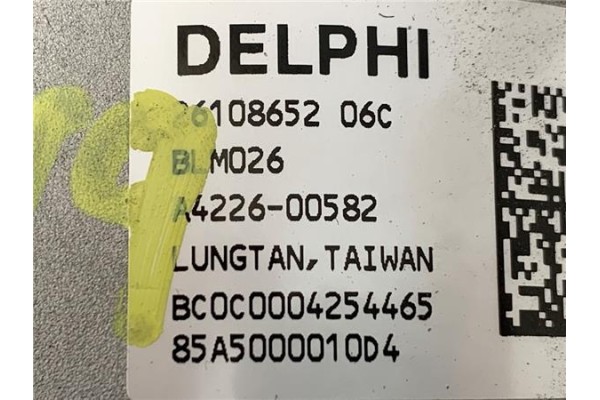 DELPHI
26108652 06C
BLM026
A4226-00582
LUNGTAN, TAIWAN
BC0C0004254465
85A5000010D4